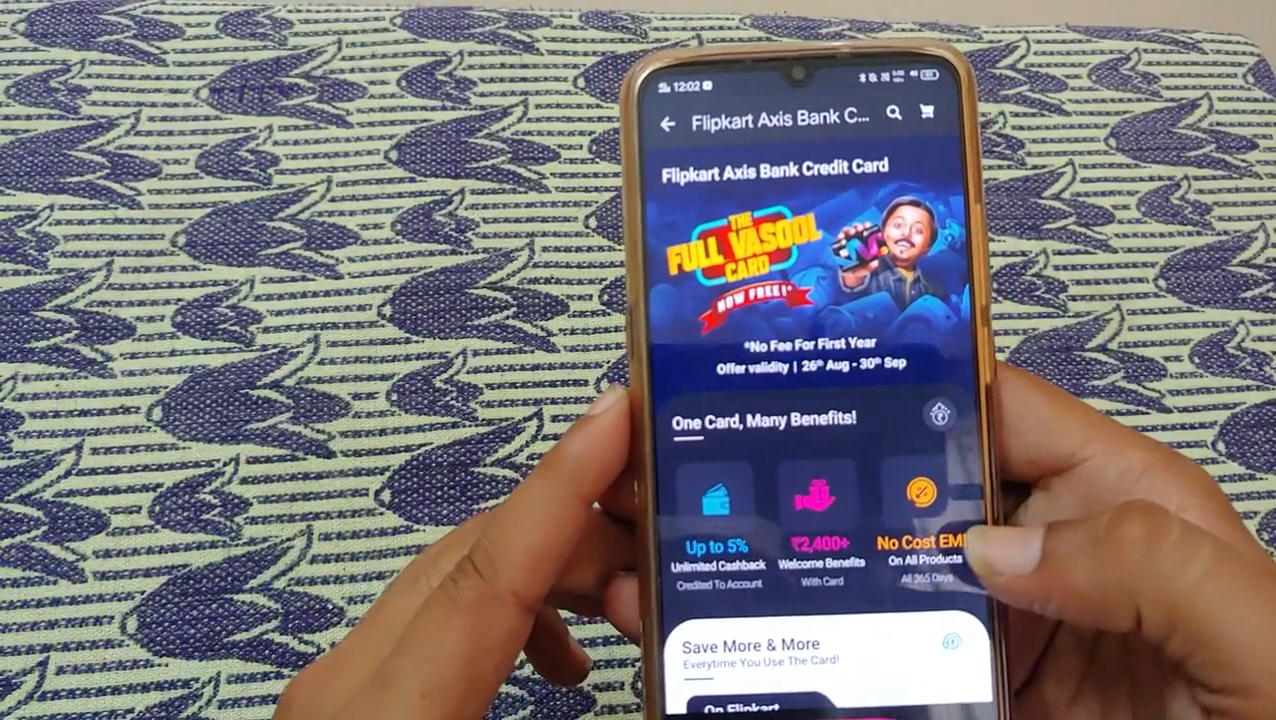 12:02
Flipkart Axis Bank C...
Flipkart Axis Bank Credit Card
THE
FULL VASOOL
CARD
NOW FREE!*
*No Fee For First Year
Offer validity | 26th Aug - 30th Sep
One Card, Many Benefits!
Up to 5%
Unlimited Cashback
Credited To Account
₹2,400+
Welcome Benefits
With Card
No Cost EMI
On All Products
All 365 Days
Save More & More
Everytime You Use The Card!
On Flipkart